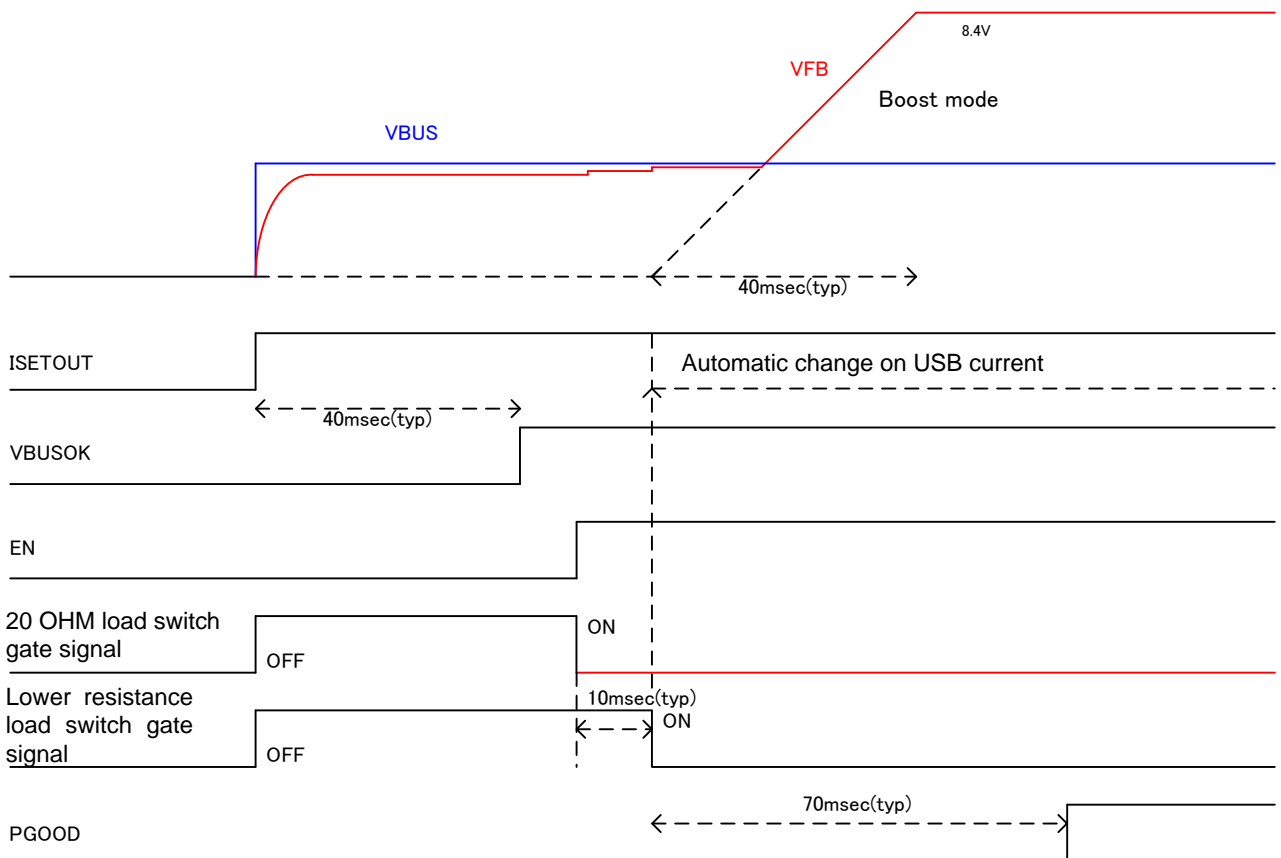 8.4V
VFB
Boost mode
VBUS
40msec(typ)
ISETOUT
Automatic change on USB current
40msec(typ)
VBUSOK
EN
20 OHM load switch
gate signal
ON
OFF
Lower resistance
load switch gate
signal
10msec(typ)
ON
OFF
70msec(typ)
PGOOD